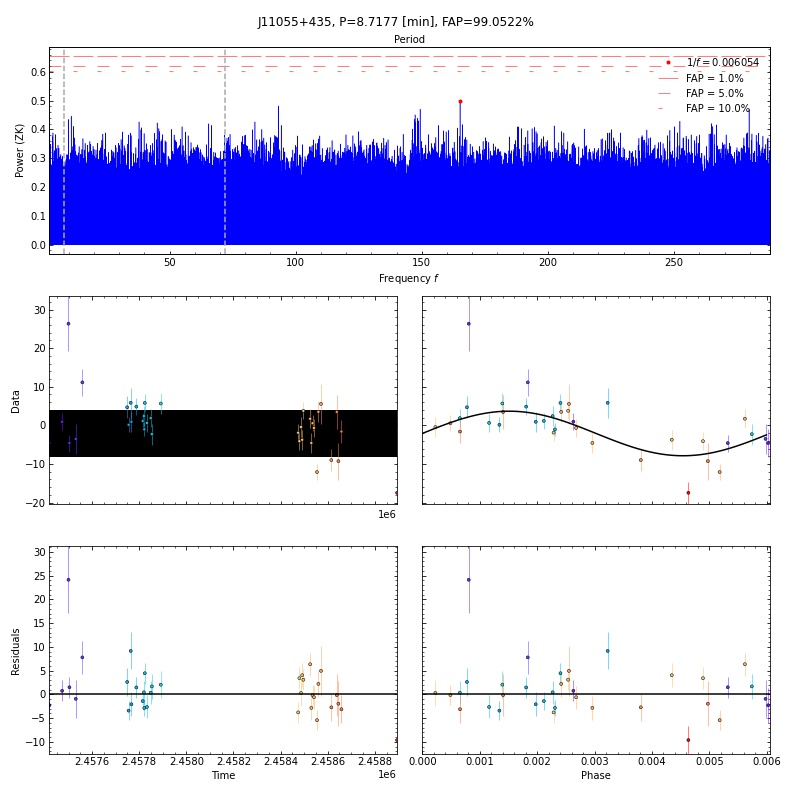 J11055+435, P=8.7177 [min], FAP=99.0522%
Period
Power (ZK)
0.6
0.5
0.4
0.3
0.2
0.1
0.0
1/f = 0.006054
FAP = 1.0%
FAP = 5.0%
FAP = 10.0%
50 100 150 200 250
Frequency f
Data
30
20
10
0
−10
−20
1e6
Residuals
30
25
20
15
10
5
0
−5
−10
2.4576 2.4578 2.4580 2.4582 2.4584 2.4586 2.4588
1e6
Time
0.000 0.001 0.002 0.003 0.004 0.005 0.006
Phase